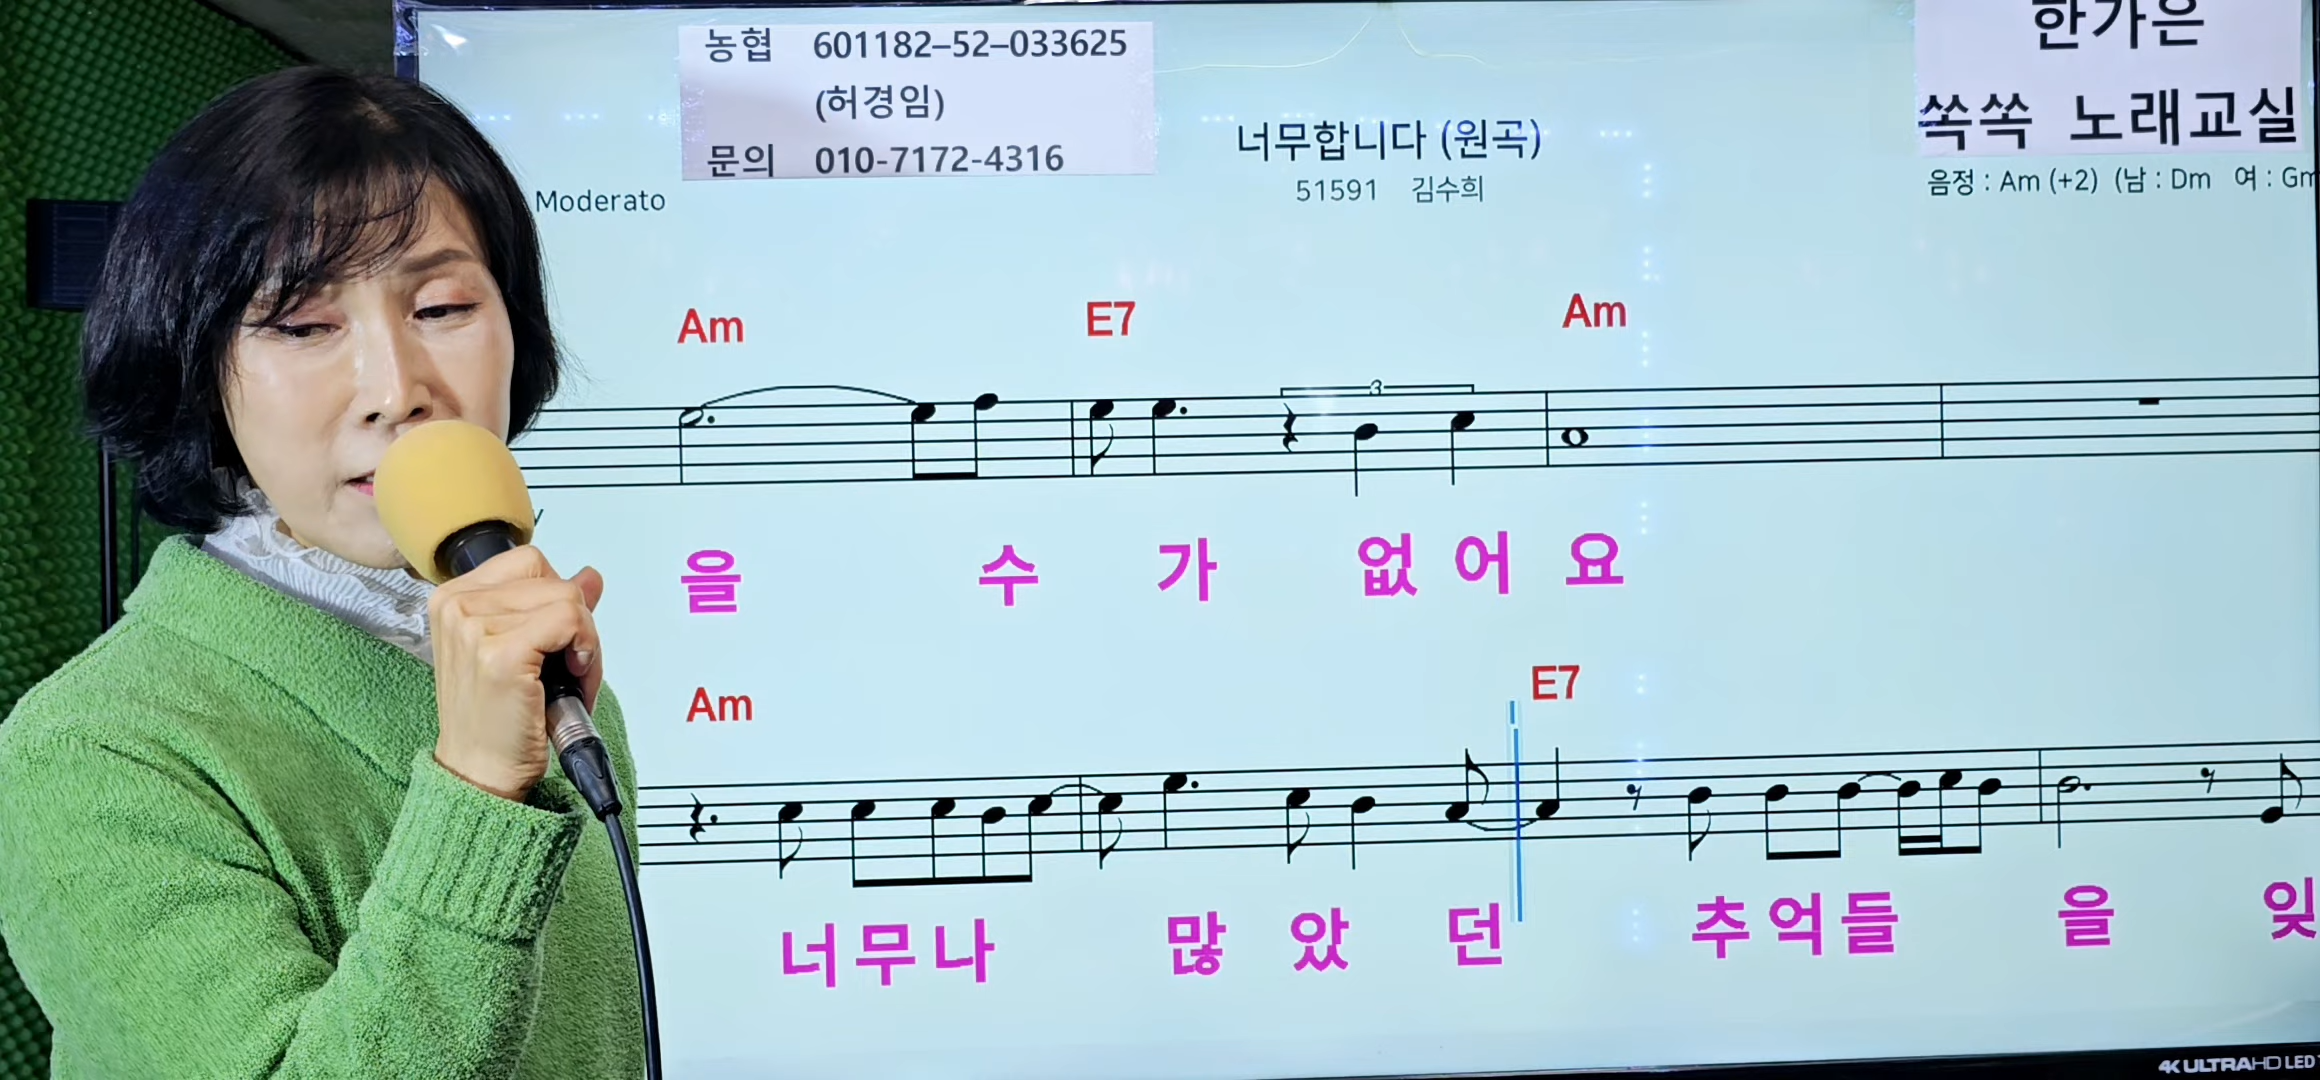 농협 601182–52–033625
(허경임)
문의 010-7172-4316
한가은
쏙쏙 노래교실
너무합니다 (원곡)
51591 김수희
Moderato
음정 : Am (+2) (남 : Dm 여 : Gm
Am E7 Am
3
을 수 가 없 어 요
Am E7
너 무 나 많 았 던 추 억 들 을 잊
4K ULTRA HD LED